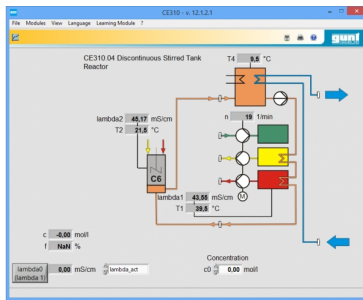 CE310 - v. 12.1.2.1
File Modules View Language Learning Module ?
gunt
CE310.04 Discontinuous Stirred Tank
Reactor
T4 9,5 °C
lambda2 45,17 mS/cm
T2 21,5 °C
n 19 1/min
C6
lambda1 43,55 mS/cm
T1 39,5 °C
M
c -0,00 mol/l
f NaN %
lambda0
(lambda 1)
0,00 mS/cm
lambda_act
Concentration
c0 0,00 mol/l